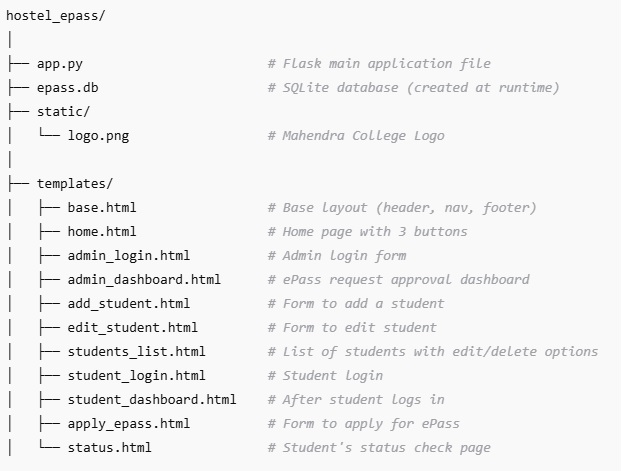 hostel_epass/
│
├── app.py                        # Flask main application file
├── epass.db                      # SQLite database (created at runtime)
├── static/
│   └── logo.png                  # Mahendra College Logo
│
├── templates/
│   ├── base.html                 # Base layout (header, nav, footer)
│   ├── home.html                 # Home page with 3 buttons
│   ├── admin_login.html          # Admin login form
│   ├── admin_dashboard.html      # ePass request approval dashboard
│   ├── add_student.html          # Form to add a student
│   ├── edit_student.html         # Form to edit student
│   ├── students_list.html        # List of students with edit/delete options
│   ├── student_login.html        # Student Login
│   ├── student_dashboard.html    # After student logs in
│   ├── apply_epass.html          # Form to apply for ePass
│   └── status.html               # Student's status check page